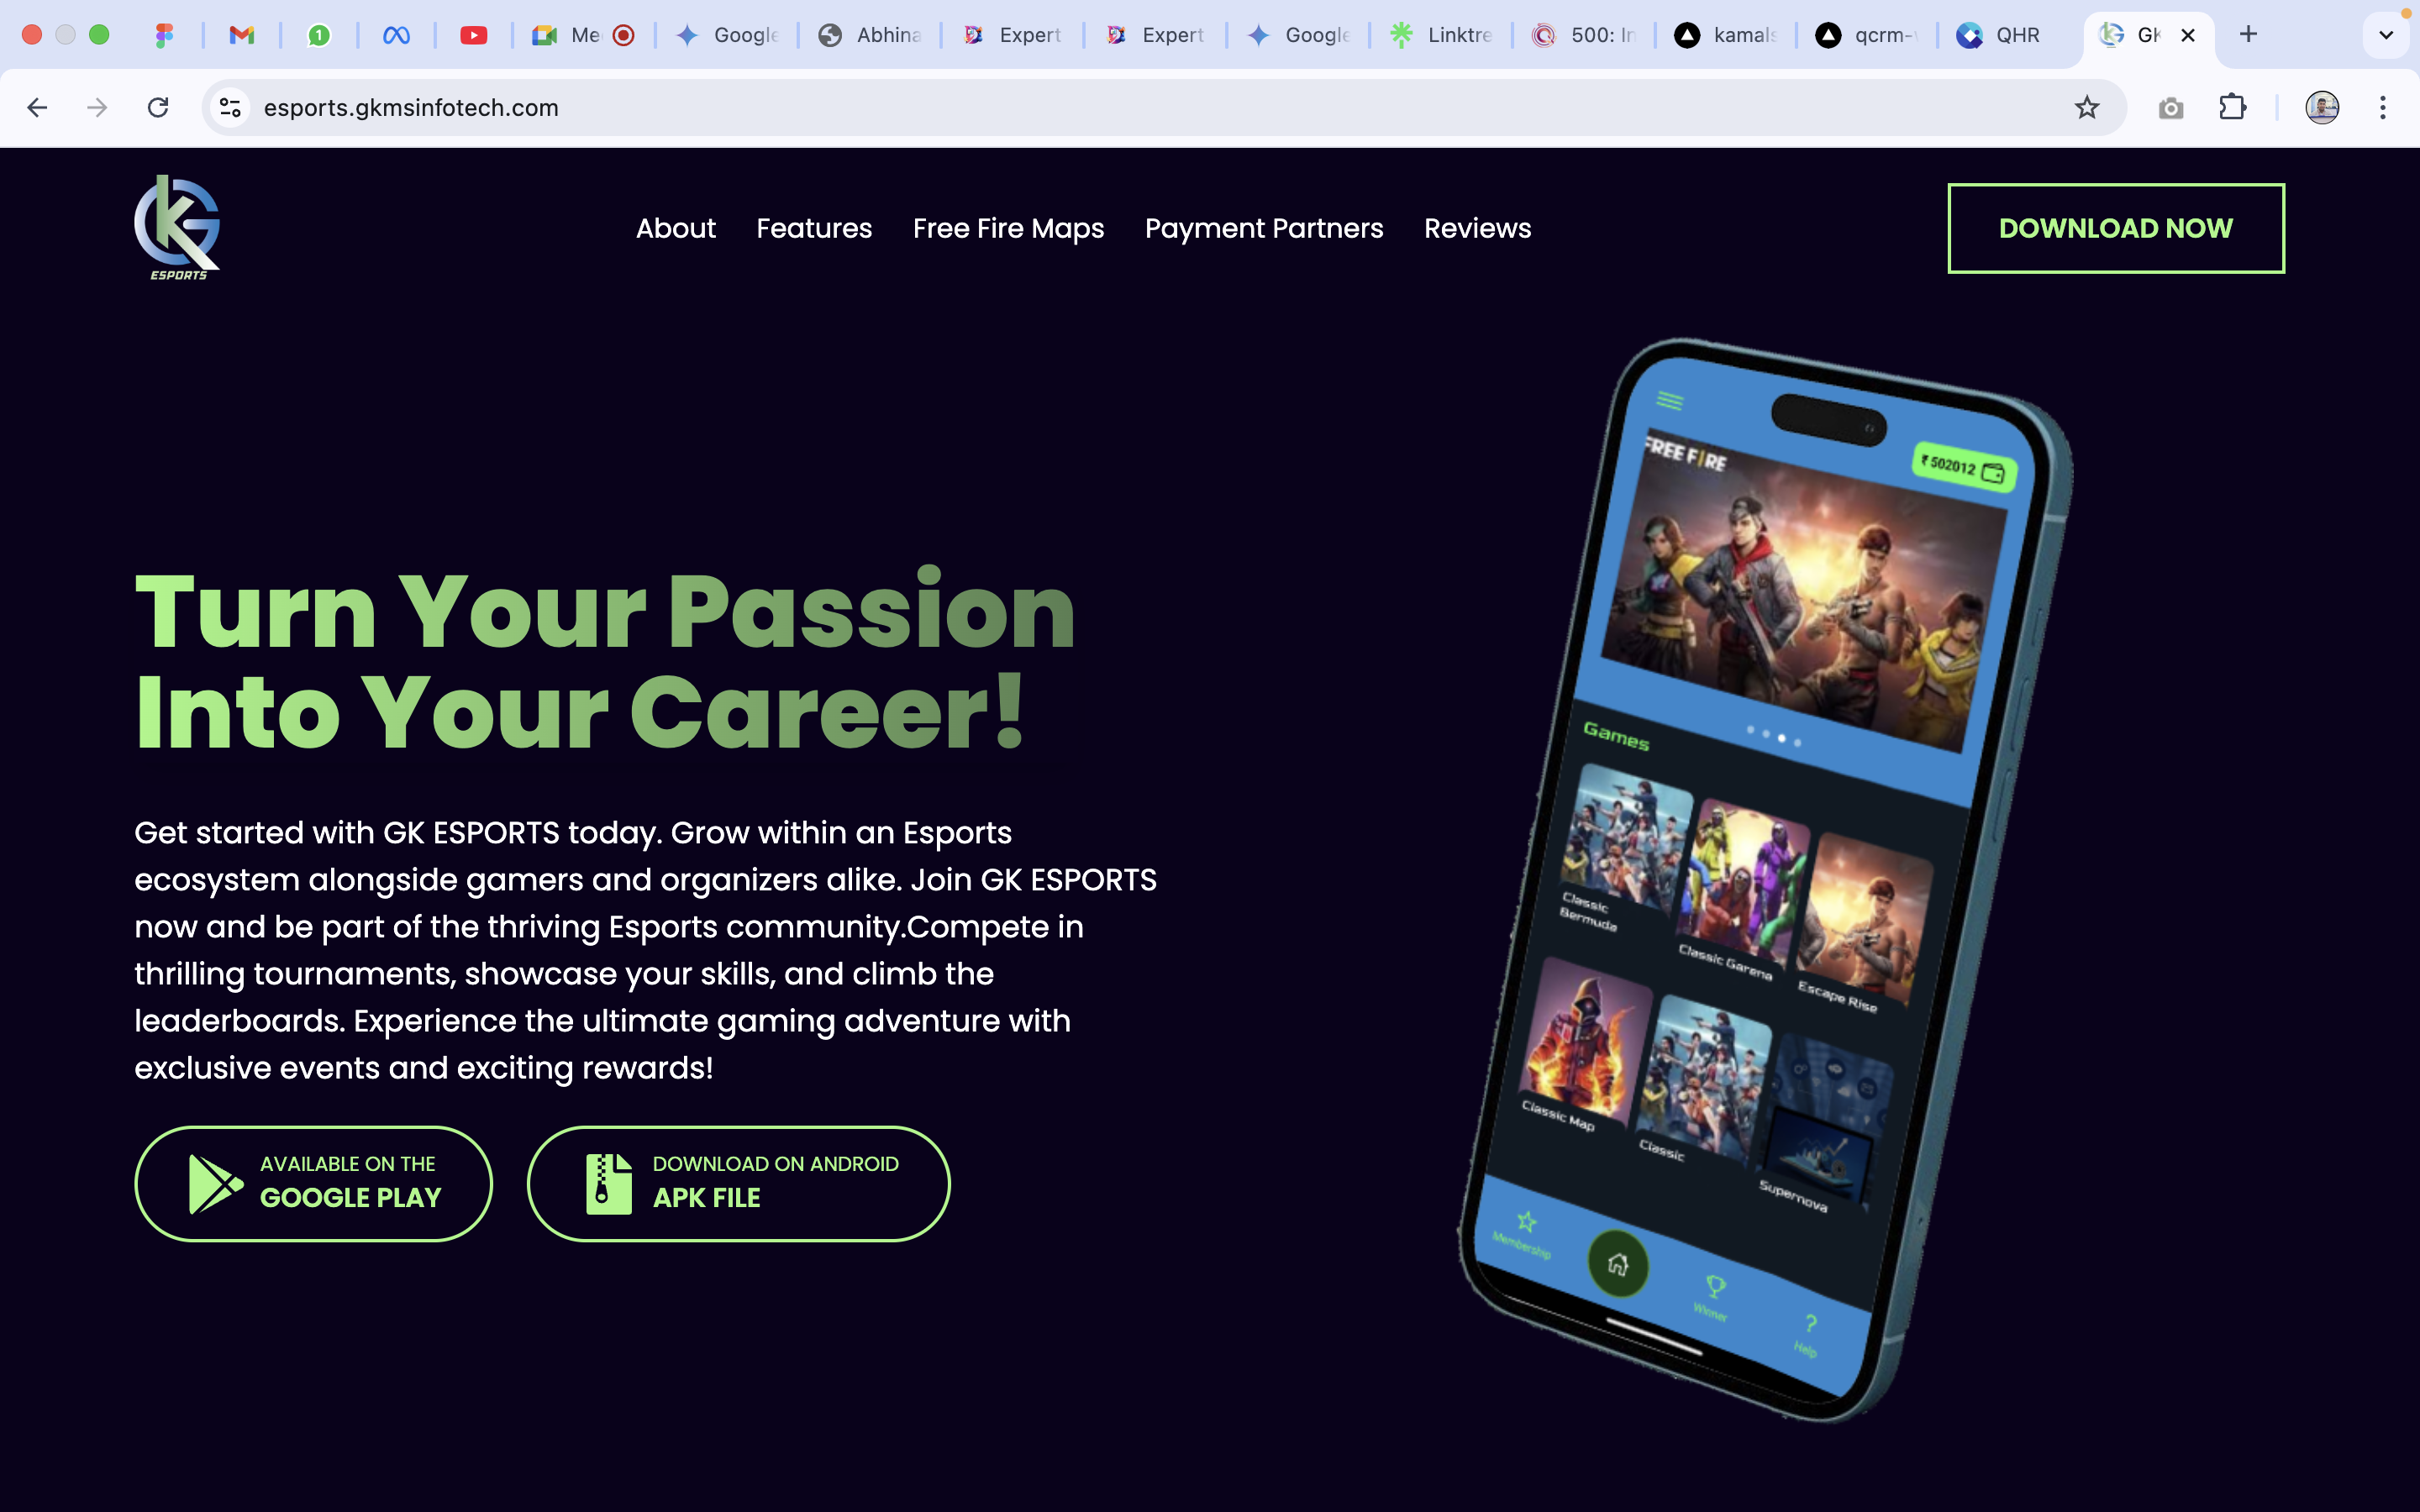 1
Me
Google
Abhina
Expert
Expert
Google
Linktre
500: In
kamals
qcrm-
QHR
GK
esports.gkmsinfotech.com
ESPORTS
About Features Free Fire Maps Payment Partners Reviews
DOWNLOAD NOW
Turn Your Passion
Into Your Career!
Get started with GK ESPORTS today. Grow within an Esports
ecosystem alongside gamers and organizers alike. Join GK ESPORTS
now and be part of the thriving Esports community.Compete in
thrilling tournaments, showcase your skills, and climb the
leaderboards. Experience the ultimate gaming adventure with
exclusive events and exciting rewards!
AVAILABLE ON THE
GOOGLE PLAY
DOWNLOAD ON ANDROID
APK FILE
FREE FIRE
₹ 502012
Games
Classic
Bermuda
Classic Garena
Escape Rise
Classic Map
Classic
Supernova
Membership
Winner
Help